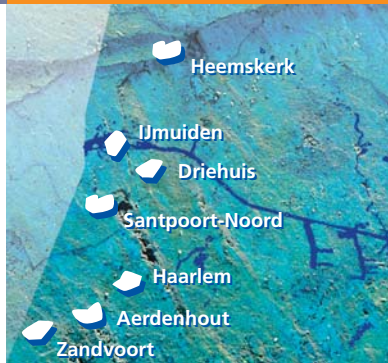 Heemskerk
IJmuiden
Driehuis
Santpoort-Noord
Haarlem
Aerdenhout
Zandvoort